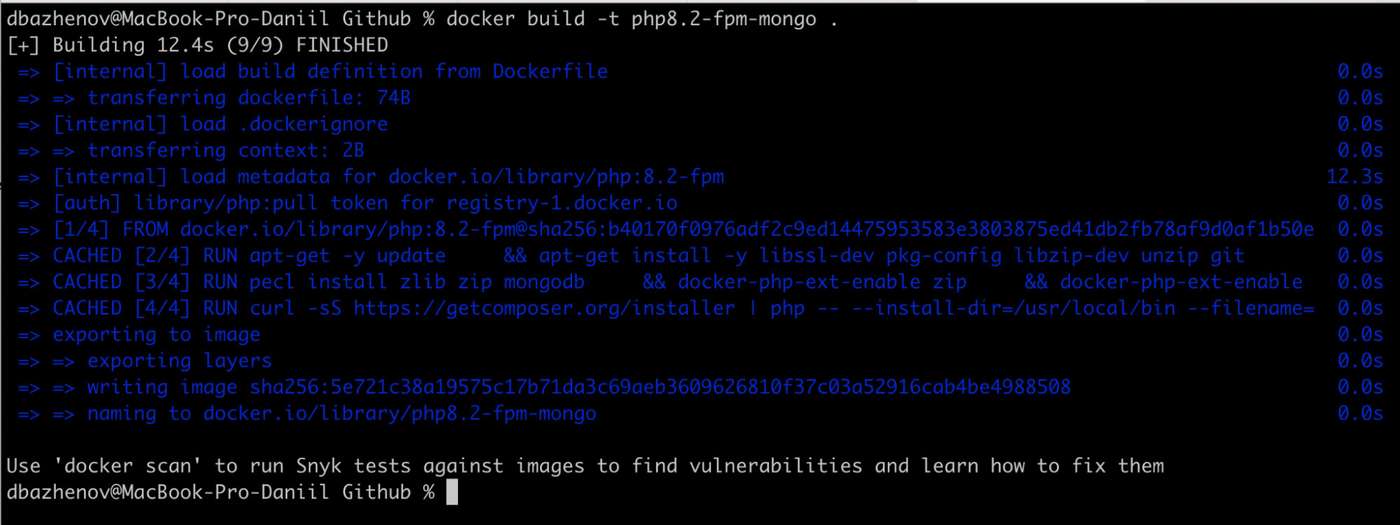 dbazhenov@MacBook-Pro-Daniil Github % docker build -t php8.2-fpm-mongo .
[+] Building 12.4s (9/9) FINISHED
=> [internal] load build definition from Dockerfile 0.0s
=> => transferring dockerfile: 74B 0.0s
=> [internal] load .dockerignore 0.0s
=> => transferring context: 2B 0.0s
=> [internal] load metadata for docker.io/library/php:8.2-fpm 12.3s
=> [auth] library/php:pull token for registry-1.docker.io 0.0s
=> [1/4] FROM docker.io/library/php:8.2-fpm@sha256:b40170f0976adf2c9ed14475953583e3803875ed41db2fb78af9d0af1b50e 0.0s
=> CACHED [2/4] RUN apt-get -y update     && apt-get install -y libssl-dev pkg-config libzip-dev unzip git 0.0s
=> CACHED [3/4] RUN pecl install zlib zip mongodb     && docker-php-ext-enable zip     && docker-php-ext-enable 0.0s
=> CACHED [4/4] RUN curl -sS https://getcomposer.org/installer | php -- --install-dir=/usr/local/bin --filename= 0.0s
=> exporting to image 0.0s
=> => exporting layers 0.0s
=> => writing image sha256:5e721c38a19575c17b71da3c69aeb3609626810f37c03a52916cab4be4988508 0.0s
=> => naming to docker.io/library/php8.2-fpm-mongo 0.0s
Use 'docker scan' to run Snyk tests against images to find vulnerabilities and learn how to fix them
dbazhenov@MacBook-Pro-Daniil Github %